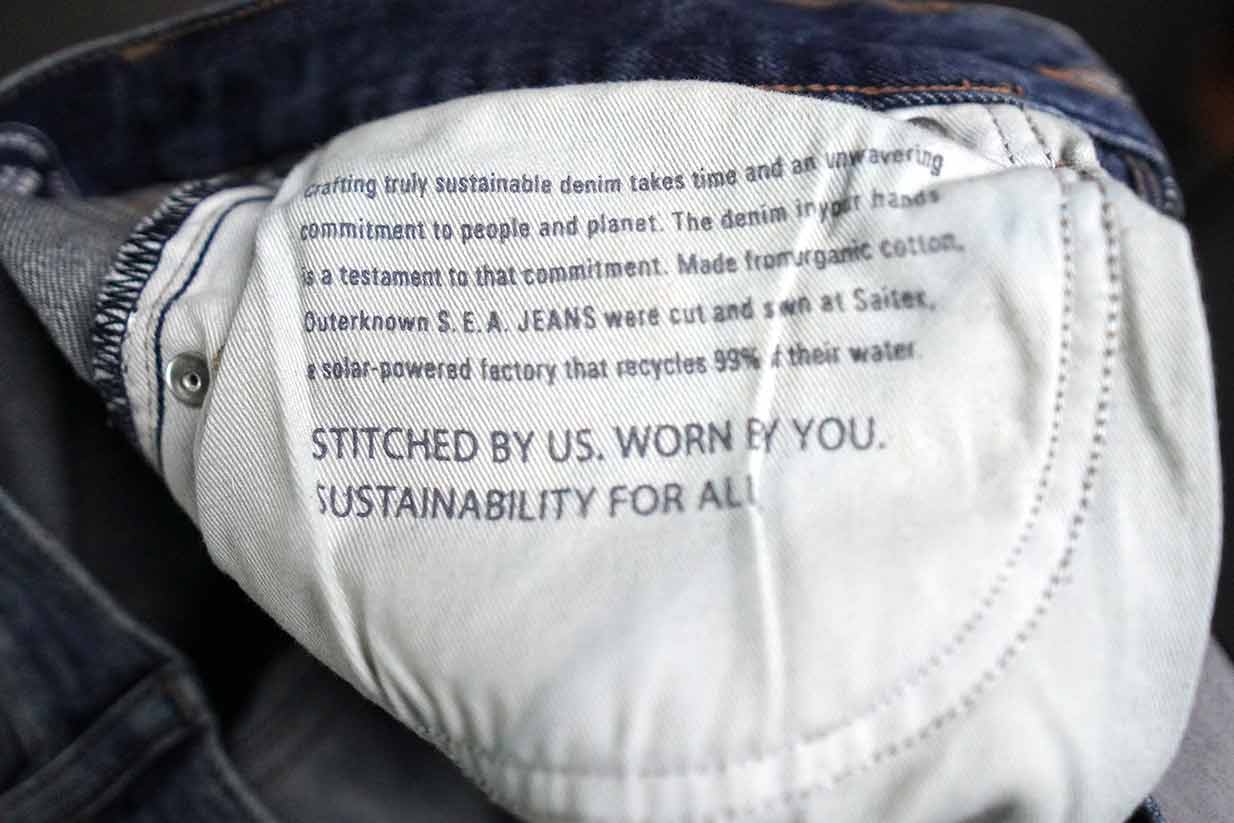 Crafting truly sustainable denim takes time and an unwavering
commitment to people and planet. The denim in your hands
is a testament to that commitment. Made from organic cotton,
Outerknown S.E.A. JEANS were cut and sewn at Saitex,
a solar-powered factory that recycles 99% of their water.
STITCHED BY US. WORN BY YOU.
SUSTAINABILITY FOR ALL